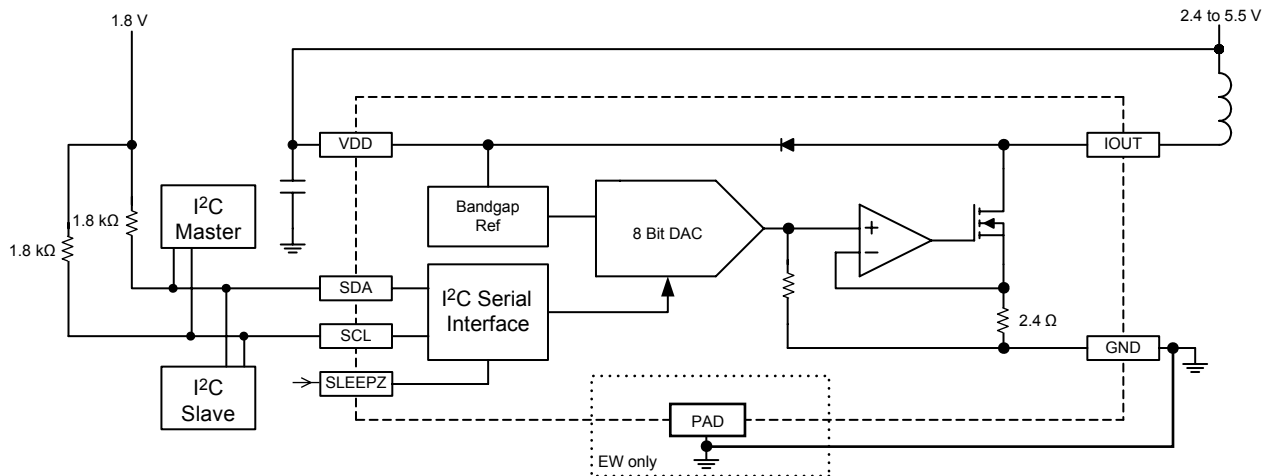 1.8 V
2.4 to 5.5 V
VDD
IOUT
I²C
Master
1.8 kΩ
1.8 kΩ
Bandgap
Ref
8 Bit DAC
+
–
SDA
I²C Serial
Interface
2.4 Ω
SCL
GND
SLEEPZ
I²C
Slave
PAD
EW only